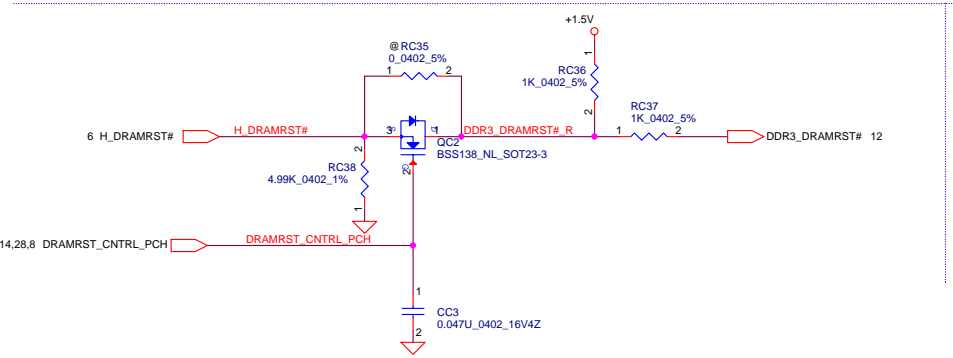 +1.5V
@ RC35
0_0402_5%
1 2
1
RC36
1K_0402_5%
2
RC37
1K_0402_5%
1 2
6 H_DRAMRST#
H_DRAMRST#
3 1
DDR3_DRAMRST#_R
DDR3_DRAMRST# 12
QC2
BSS138_NL_SOT23-3
2
2
RC38
4.99K_0402_1%
1
14,28,8 DRAMRST_CNTRL_PCH
DRAMRST_CNTRL_PCH
1
CC3
0.047U_0402_16V4Z
2